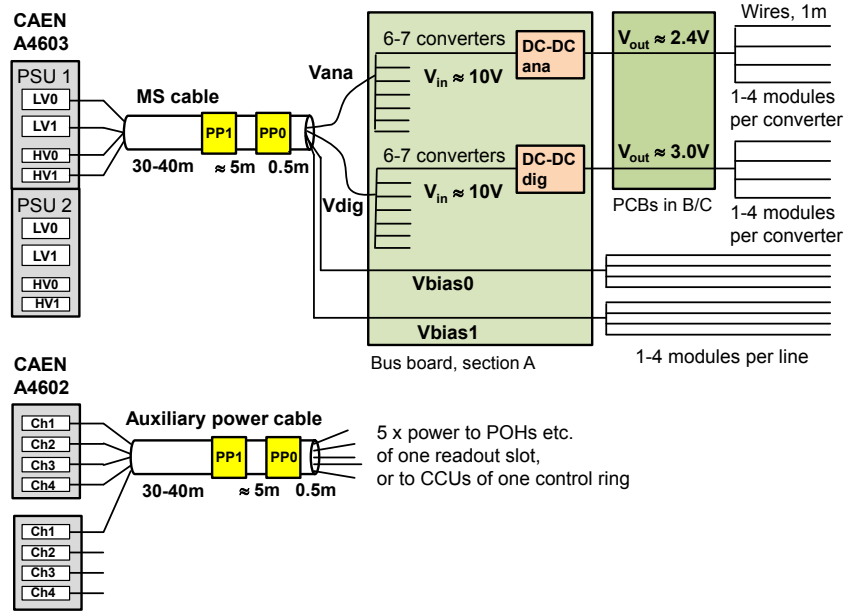 CAEN
A4603
PSU 1
LV0
LV1
HV0
HV1
PSU 2
LV0
LV1
HV0
HV1
MS cable
PP1
PP0
30-40m
≈ 5m
0.5m
Vana
Vdig
6-7 converters
Vin ≈ 10V
DC-DC
ana
6-7 converters
Vin ≈ 10V
DC-DC
dig
Vbias0
Vbias1
Bus board, section A
Vout ≈ 2.4V
Vout ≈ 3.0V
PCBs in B/C
Wires, 1m
1-4 modules
per converter
1-4 modules
per converter
1-4 modules per line
CAEN
A4602
Ch1
Ch2
Ch3
Ch4
Ch1
Ch2
Ch3
Ch4
Auxiliary power cable
PP1
PP0
30-40m
≈ 5m
0.5m
5 x power to POHs etc.
of one readout slot,
or to CCUs of one control ring